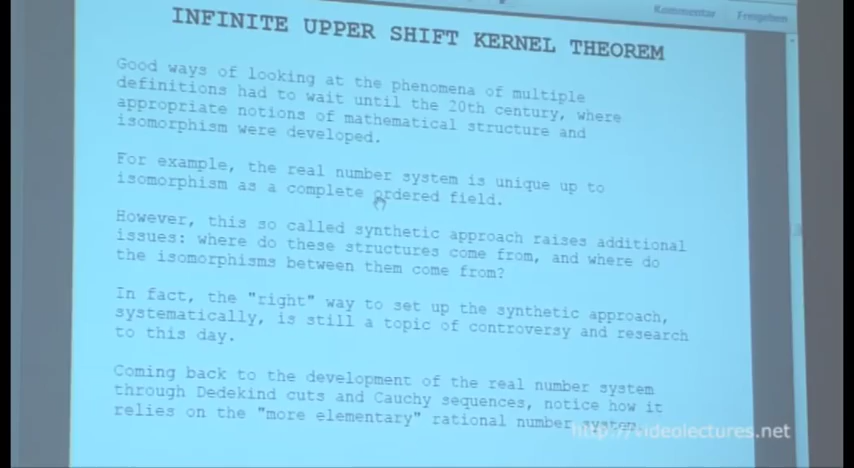 Kommentar Freigeben
INFINITE UPPER SHIFT KERNEL THEOREM
Good ways of looking at the phenomena of multiple
definitions had to wait until the 20th century, where
appropriate notions of mathematical structure and
isomorphism were developed.
For example, the real number system is unique up to
isomorphism as a complete ordered field.
However, this so called synthetic approach raises additional
issues: where do these structures come from, and where do
the isomorphisms between them come from?
In fact, the "right" way to set up the synthetic approach,
systematically, is still a topic of controversy and research
to this day.
Coming back to the development of the real number system
through Dedekind cuts and Cauchy sequences, notice how it
relies on the "more elementary" rational number system.
http://videolectures.net